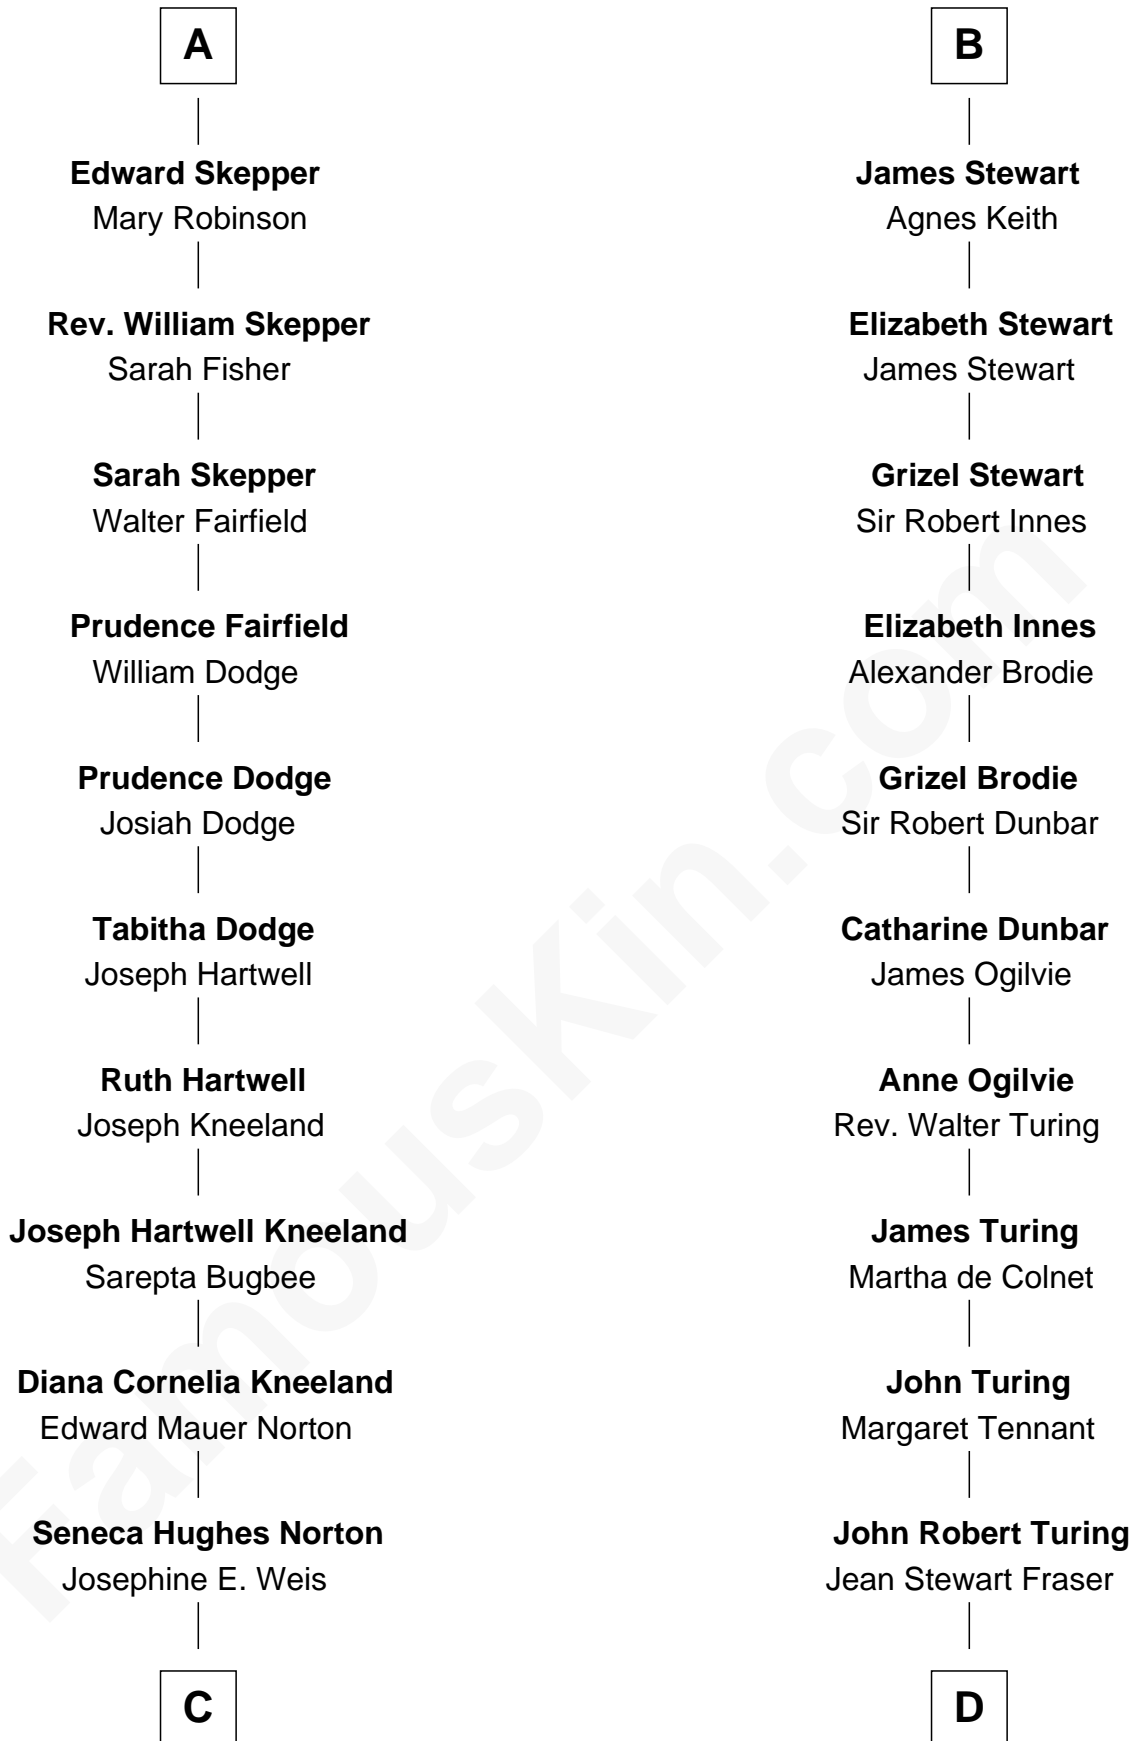 A
Edward Skepper
Mary Robinson
Rev. William Skepper
Sarah Fisher
Sarah Skepper
Walter Fairfield
Prudence Fairfield
William Dodge
Prudence Dodge
Josiah Dodge
Tabitha Dodge
Joseph Hartwell
Ruth Hartwell
Joseph Kneeland
Joseph Hartwell Kneeland
Sarepta Bugbee
Diana Cornelia Kneeland
Edward Mauer Norton
Seneca Hughes Norton
Josephine E. Weis
C
B
James Stewart
Agnes Keith
Elizabeth Stewart
James Stewart
Grizel Stewart
Sir Robert Innes
Elizabeth Innes
Alexander Brodie
Grizel Brodie
Sir Robert Dunbar
Catharine Dunbar
James Ogilvie
Anne Ogilvie
Rev. Walter Turing
James Turing
Martha de Colnet
John Turing
Margaret Tennant
John Robert Turing
Jean Stewart Fraser
D
FamousKin.com